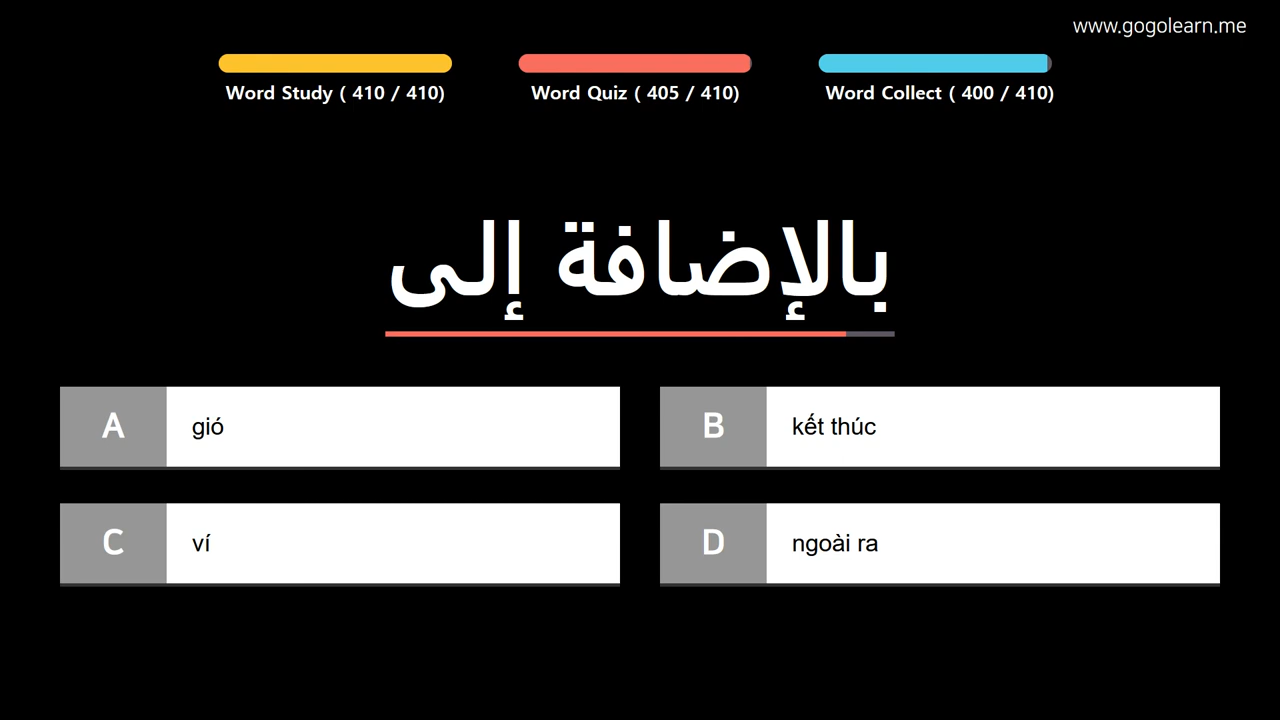 www.gogolearn.me
Word Study ( 410 / 410)
Word Quiz ( 405 / 410)
Word Collect ( 400 / 410)
بالإضافة إلى
A gió
B kết thúc
C ví
D ngoài ra